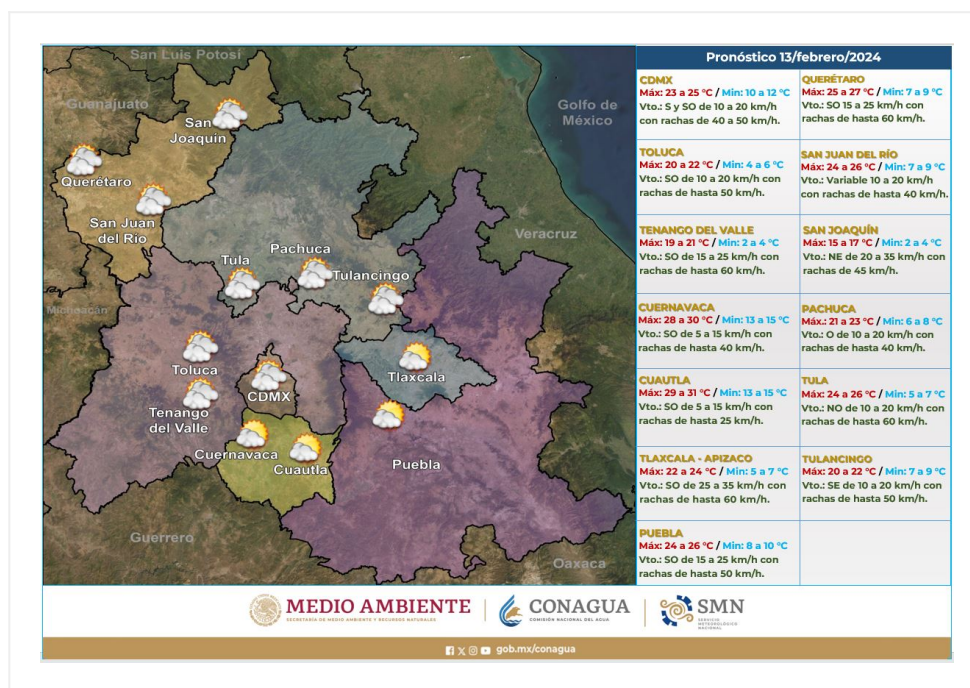 San Luis Potosí
Guanajuato
San
Joaquín
Golfo de
México
Querétaro
San Juan
del Río
Veracruz
Pachuca
Tula
Tulancingo
Michoacán
Toluca
Tlaxcala
CDMX
Tenango
del Valle
Cuernavaca
Cuautla
Puebla
Guerrero
Oaxaca
Pronóstico 13/febrero/2024
CDMX
Máx: 23 a 25 °C / Min: 10 a 12 °C
Vto.: S y SO de 10 a 20 km/h
con rachas de 40 a 50 km/h.
QUERÉTARO
Máx: 25 a 27 °C / Min: 7 a 9 °C
Vto.: SO 15 a 25 km/h con
rachas de hasta 60 km/h.
TOLUCA
Máx: 20 a 22 °C / Min: 4 a 6 °C
Vto.: SO de 10 a 20 km/h con
rachas de hasta 50 km/h.
SAN JUAN DEL RÍO
Máx: 24 a 26 °C / Min: 7 a 9 °C
Vto.: Variable 10 a 20 km/h
con rachas de hasta 40 km/h.
TENANGO DEL VALLE
Máx: 19 a 21 °C / Min: 2 a 4 °C
Vto.: SO de 15 a 25 km/h con
rachas de hasta 60 km/h.
SAN JOAQUÍN
Máx: 15 a 17 °C / Min: 2 a 4 °C
Vto.: NE de 20 a 35 km/h con
rachas de 45 km/h.
CUERNAVACA
Máx: 28 a 30 °C / Min: 13 a 15 °C
Vto.: SO de 5 a 15 km/h con
rachas de hasta 40 km/h.
PACHUCA
Máx.: 21 a 23 °C / Min: 6 a 8 °C
Vto.: O de 10 a 20 km/h con
rachas de hasta 40 km/h.
CUAUTLA
Máx: 29 a 31 °C / Min: 13 a 15 °C
Vto.: SO de 5 a 15 km/h con
rachas de hasta 25 km/h.
TULA
Máx: 24 a 26 °C / Min: 5 a 7 °C
Vto.: NO de 10 a 20 km/h con
rachas de hasta 60 km/h.
TLAXCALA - APIZACO
Máx: 22 a 24 °C / Min: 5 a 7 °C
Vto.: SO de 25 a 35 km/h con
rachas de hasta 60 km/h.
TULANCINGO
Máx: 20 a 22 °C / Min: 7 a 9 °C
Vto.: SE de 10 a 20 km/h con
rachas de hasta 50 km/h.
PUEBLA
Máx: 24 a 26 °C / Min: 8 a 10 °C
Vto.: SO de 15 a 25 km/h con
rachas de hasta 50 km/h.
MEDIO AMBIENTE
SECRETARÍA DE MEDIO AMBIENTE Y RECURSOS NATURALES
CONAGUA
COMISIÓN NACIONAL DEL AGUA
SMN
SERVICIO
METEOROLÓGICO
NACIONAL
gob.mx/conagua